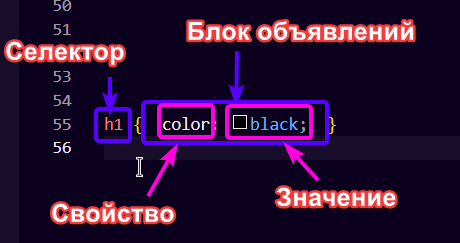 50
51
Блок объявлений
Селектор
53
54
55 h1 { color: black; }
56
Свойство
Значение